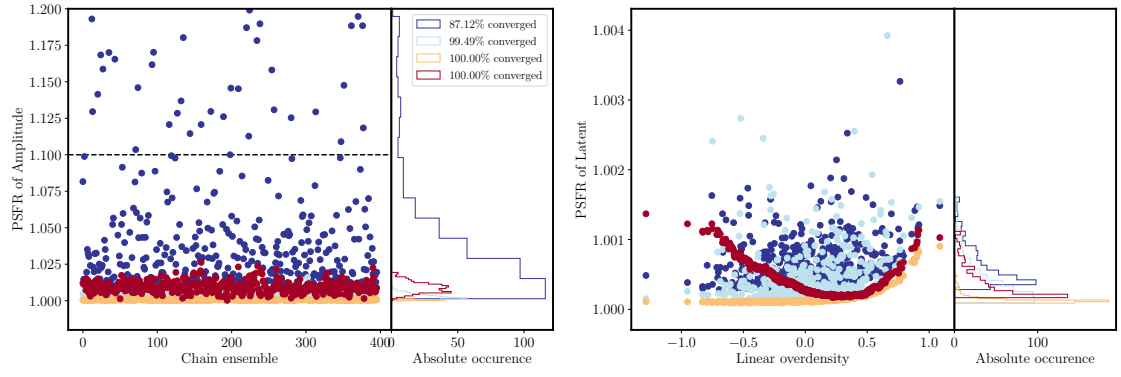 PSFR of Amplitude
1.200
1.175
1.150
1.125
1.100
1.075
1.050
1.025
1.000
0 100 200 300 400
Chain ensemble
87.12% converged
99.49% converged
100.00% converged
100.00% converged
0 50 100
Absolute occurence
PSFR of Latent
1.004
1.003
1.002
1.001
1.000
−1.0 −0.5 0.0 0.5 1.0
Linear overdensity
100
Absolute occurence